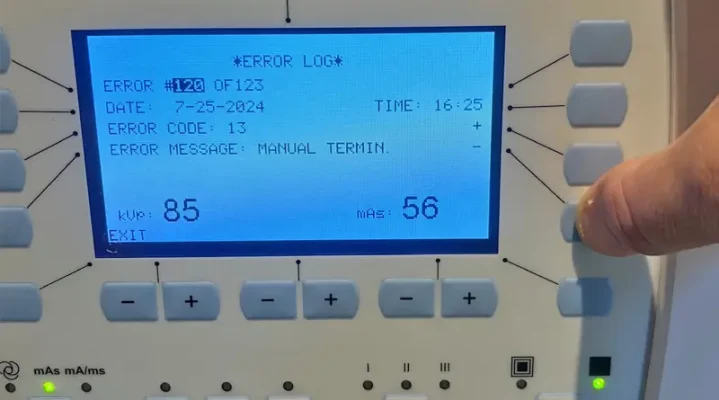 *ERROR LOG*
ERROR #120 OF123
DATE: 7-25-2024 TIME: 16:25
ERROR CODE: 13 +
ERROR MESSAGE: MANUAL TERMIN. -
kVp: 85 mAs: 56
EXIT
- + - + - +
mAs mA/ms I II III